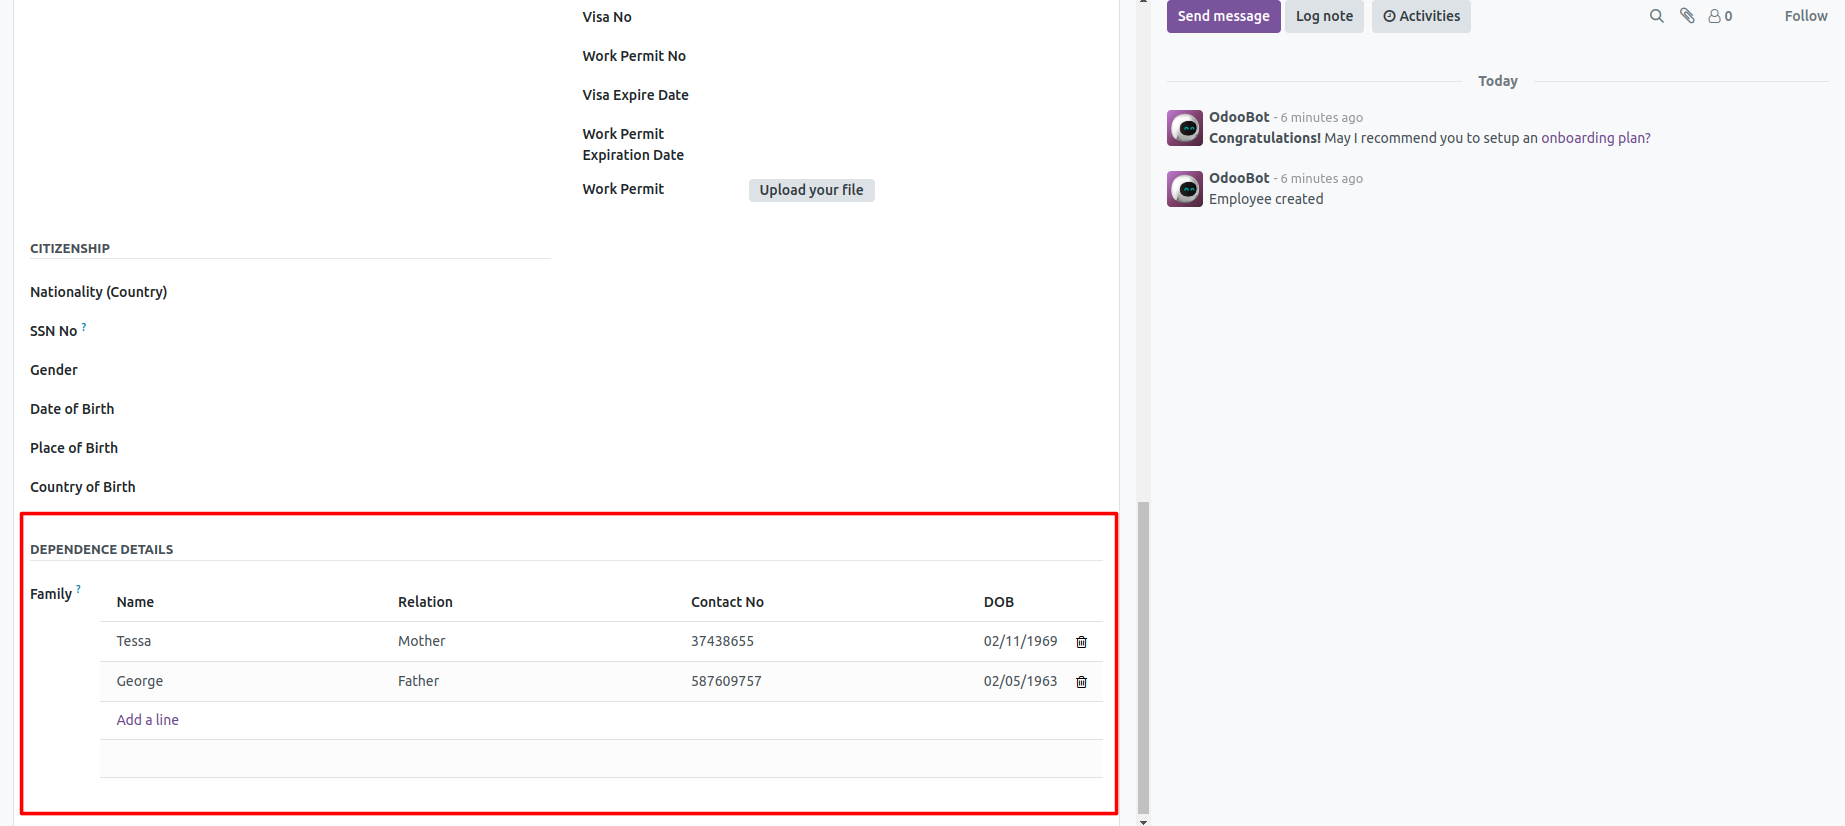 Visa No
Work Permit No
Visa Expire Date
Work Permit
Expiration Date
Work Permit Upload your file
CITIZENSHIP
Nationality (Country)
SSN No ?
Gender
Date of Birth
Place of Birth
Country of Birth
DEPENDENCE DETAILS
Family ?
Name Relation Contact No DOB
Tessa Mother 37438655 02/11/1969
George Father 587609757 02/05/1963
Add a line
Send message Log note Activities 0 Follow
Today
OdooBot - 6 minutes ago
Congratulations! May I recommend you to setup an onboarding plan?
OdooBot - 6 minutes ago
Employee created